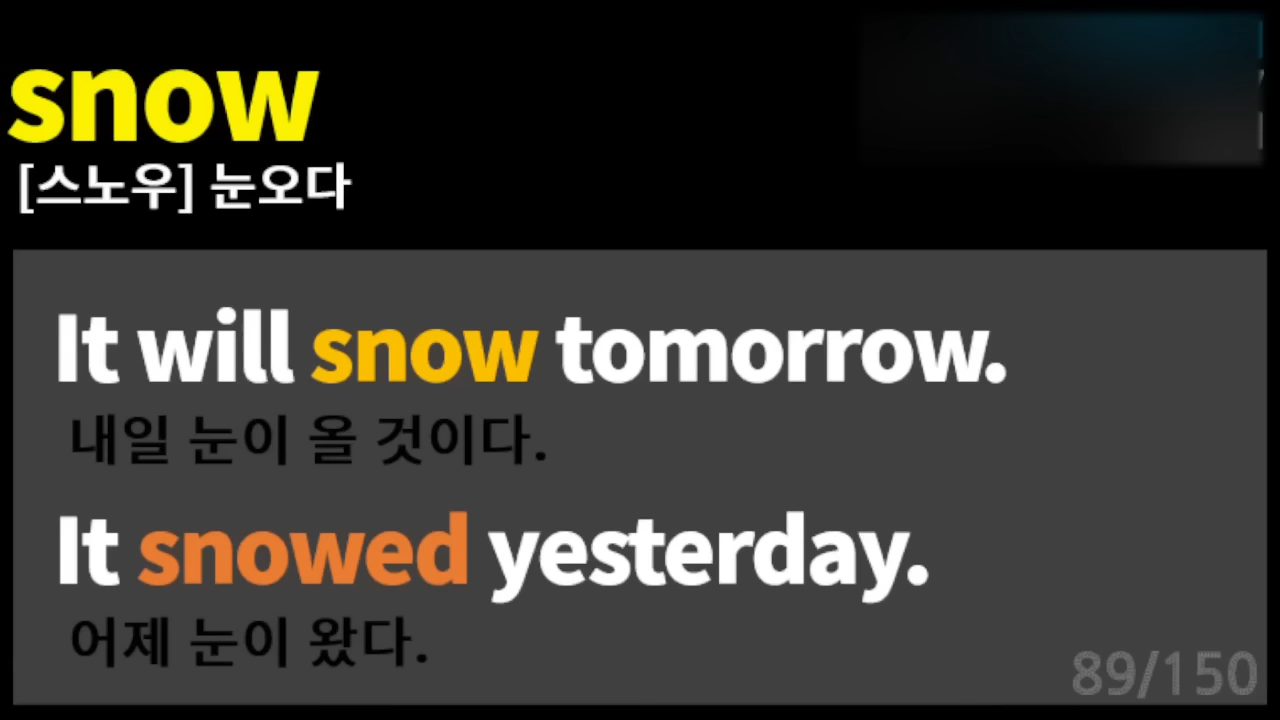 snow
[스노우] 눈오다
It will snow tomorrow.
내일 눈이 올 것이다.
It snowed yesterday.
어제 눈이 왔다.
89/150